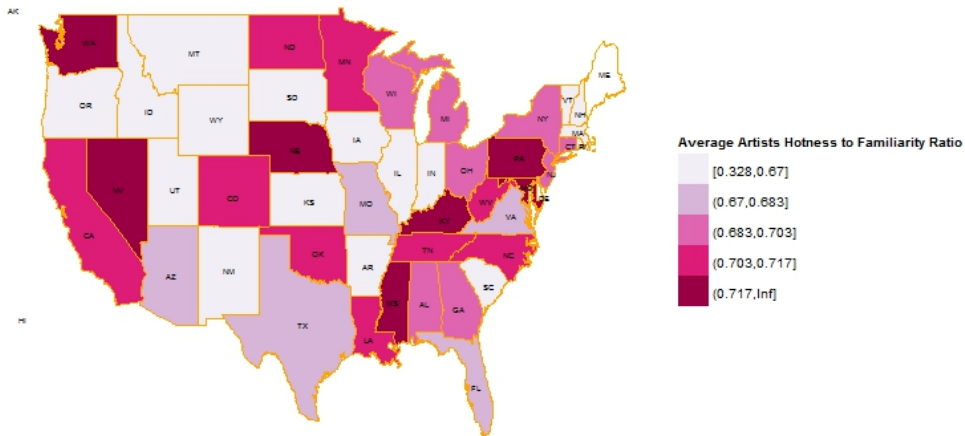 AK
WA
MT
ND
MN
ME
OR
ID
WY
SD
WI
MI
VT
NH
NY
MA
CT
RI
IA
NE
PA
NJ
NV
UT
CO
IL
IN
OH
DE
KS
MO
WV
VA
KY
CA
TN
NC
AZ
NM
OK
AR
SC
MS
AL
GA
TX
LA
FL
HI
Average Artists Hotness to Familiarity Ratio
[0.328,0.67]
(0.67,0.683]
(0.683,0.703]
(0.703,0.717]
(0.717,Inf]